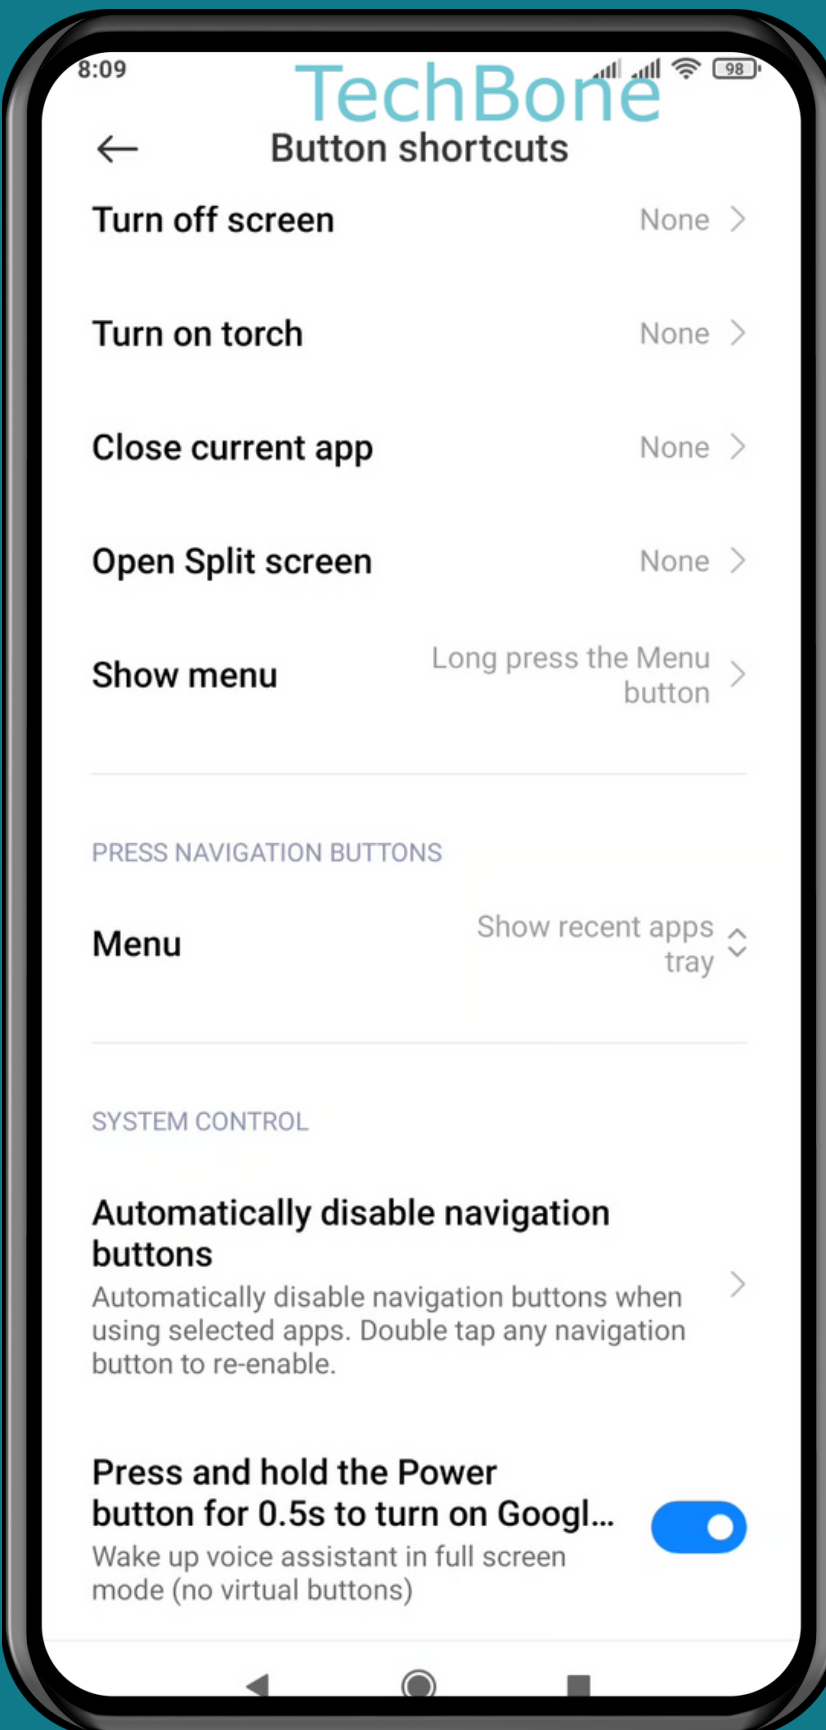 8:09
TechBone
98
Button shortcuts
Turn off screen
None
Turn on torch
None
Close current app
None
Open Split screen
None
Show menu
Long press the Menu
button
PRESS NAVIGATION BUTTONS
Menu
Show recent apps
tray
SYSTEM CONTROL
Automatically disable navigation
buttons
Automatically disable navigation buttons when
using selected apps. Double tap any navigation
button to re-enable.
Press and hold the Power
button for 0.5s to turn on Googl...
Wake up voice assistant in full screen
mode (no virtual buttons)